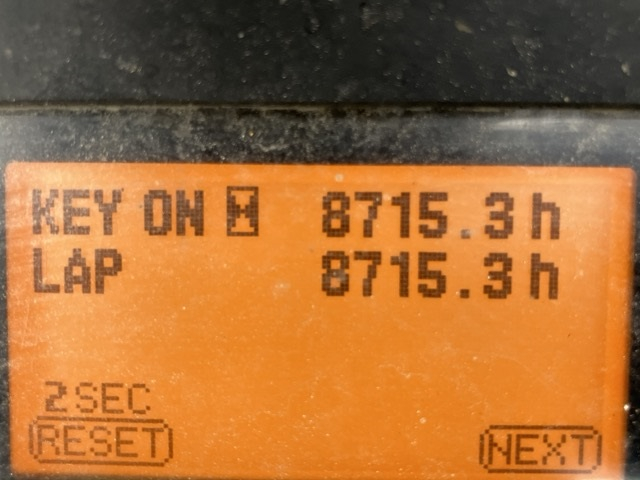 KEY ON 8715.3h
LAP 8715.3h
2SEC
RESET
NEXT